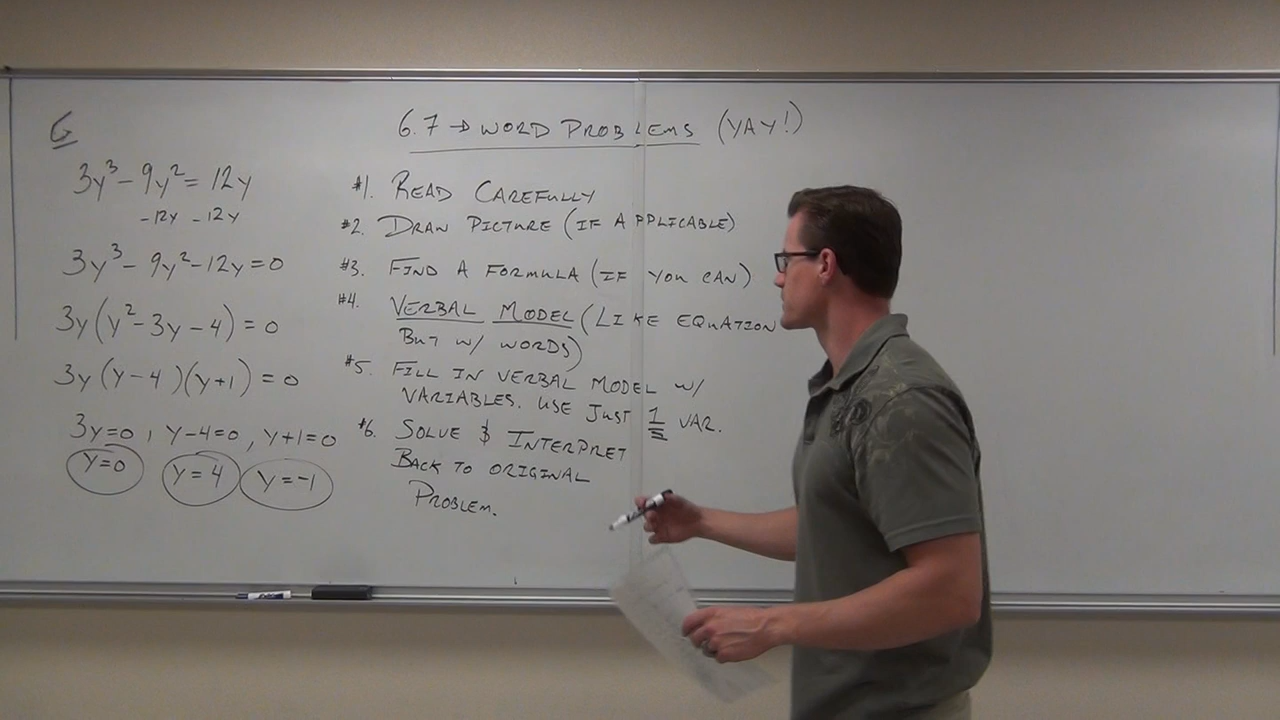 6
3y³ - 9y² = 12y
-12y -12y
3y³ - 9y² - 12y = 0
3y(y² - 3y - 4) = 0
3y(y-4)(y+1) = 0
3y=0, y-4=0, y+1=0
y=0 y=4 y=-1
6.7 → WORD PROBLEMS (YAY!)
#1. READ CAREFULLY
#2. DRAW PICTURE (IF APPLICABLE)
#3. FIND A FORMULA (IF YOU CAN)
#4. VERBAL MODEL (LIKE EQUATION
BUT W/ WORDS)
#5. FILL IN VERBAL MODEL W/
VARIABLES. USE JUST 1 VAR.
#6. SOLVE & INTERPRET
BACK TO ORIGINAL
PROBLEM.